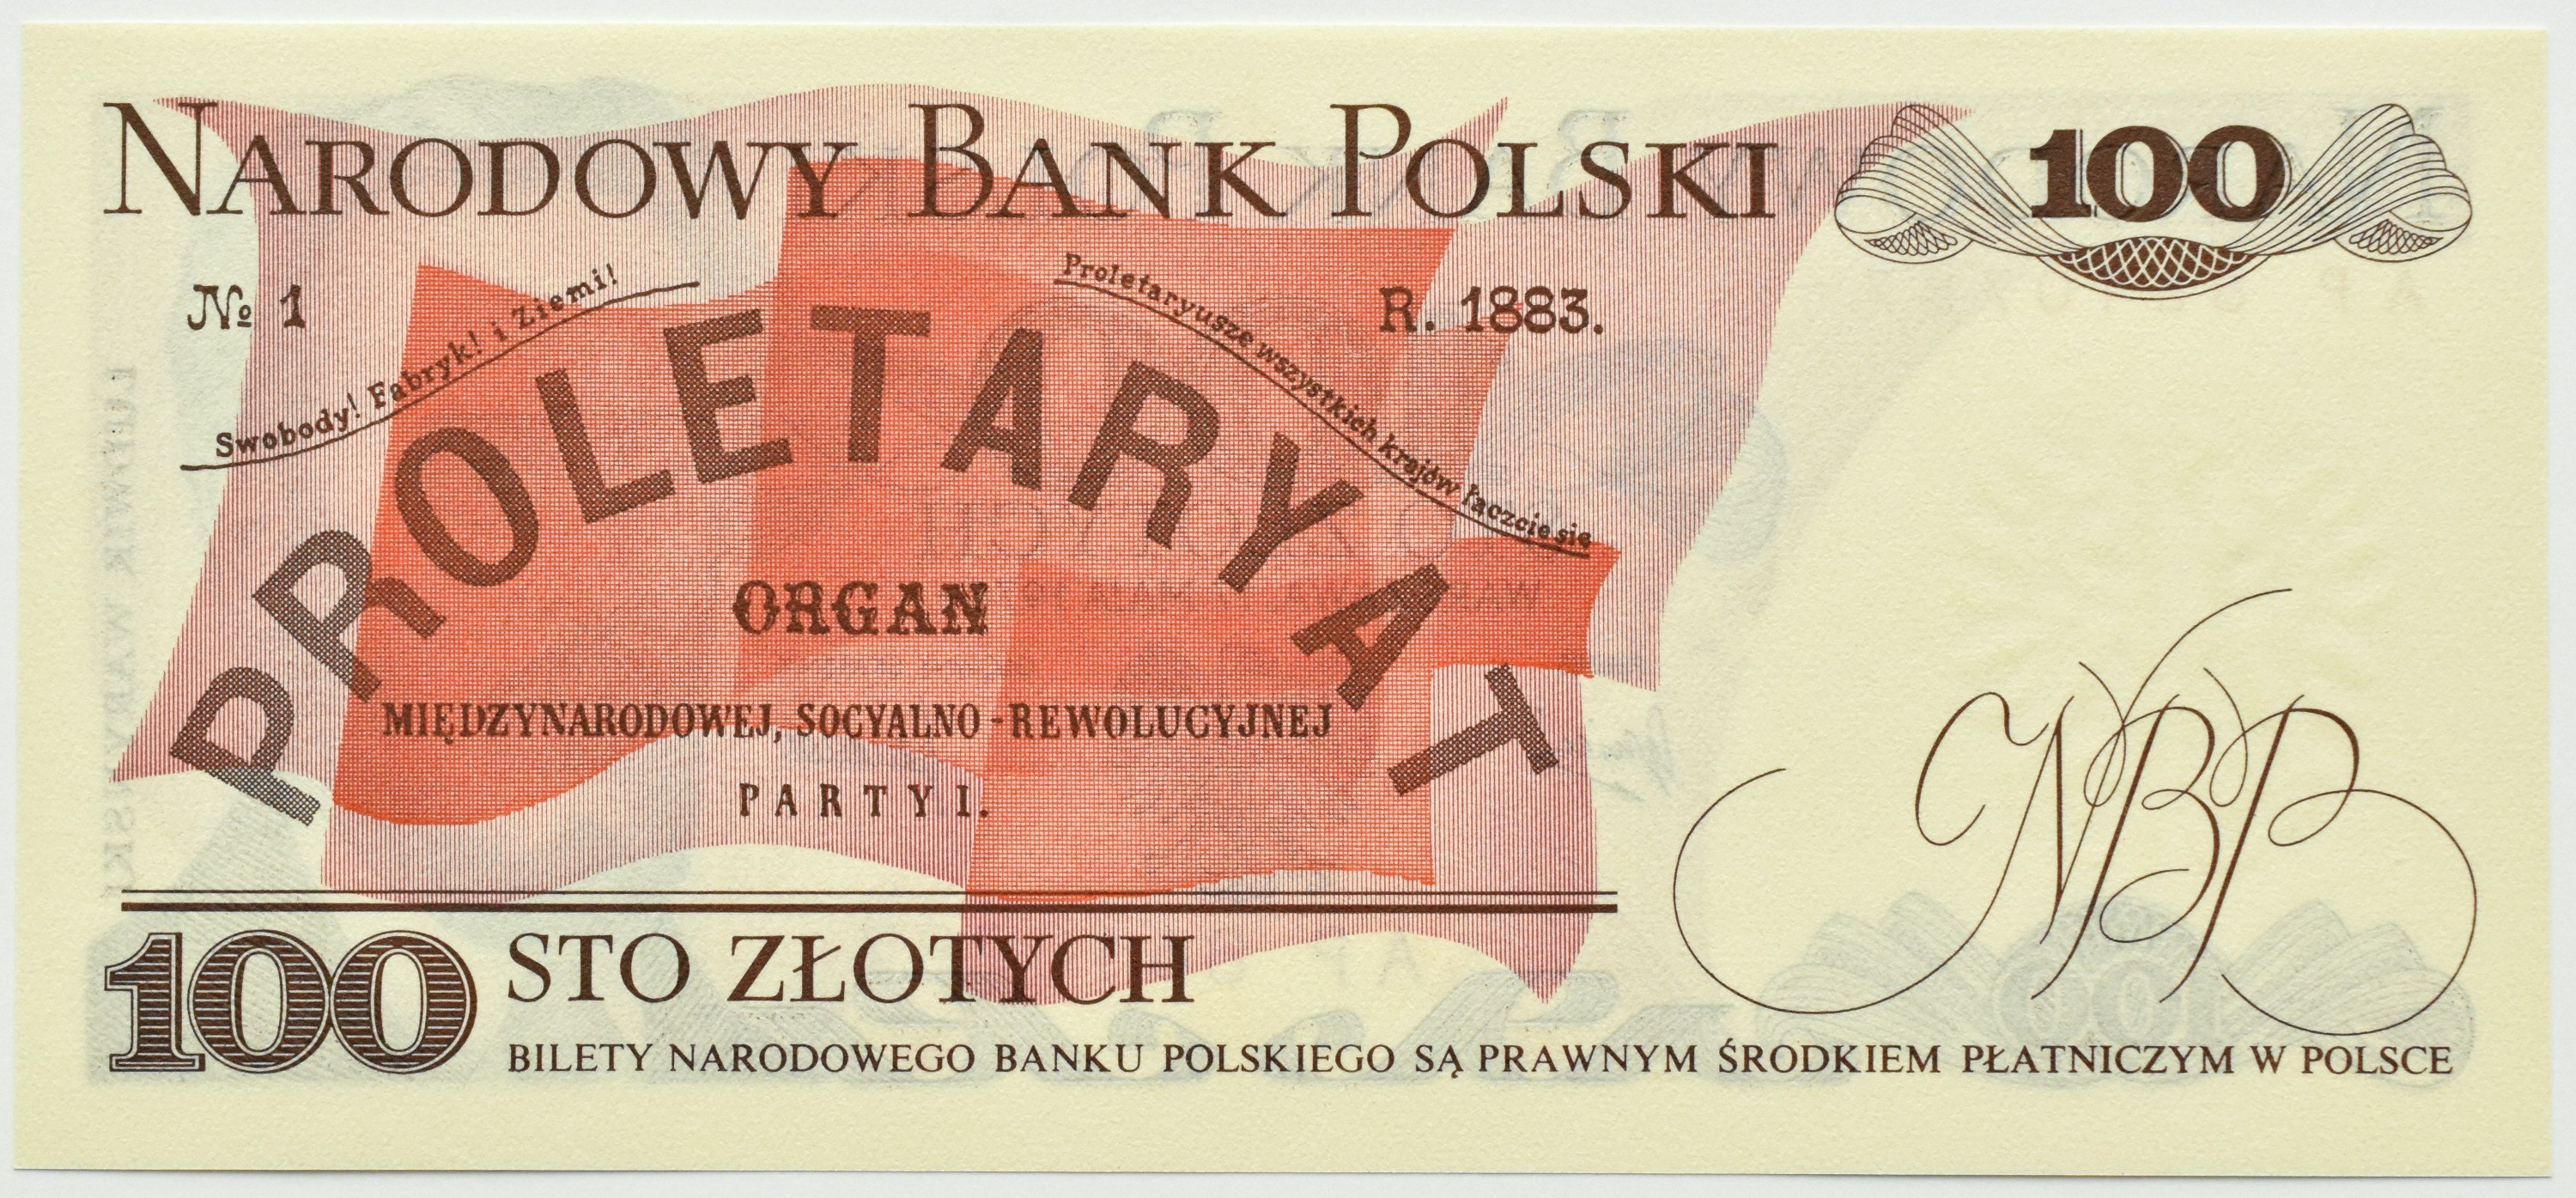 NARODOWY BANK POLSKI
100
№ 1
Swobody! Fabryk! i Ziemi!
Proletaryusze wszystkich krajów łączcie się
R. 1883.
PROLETARYAT
ORGAN
MIĘDZYNARODOWEJ, SOCYALNO-REWOLUCYJNEJ
PARTYI.
NBP
100 STO ZŁOTYCH
BILETY NARODOWEGO BANKU POLSKIEGO SĄ PRAWNYM ŚRODKIEM PŁATNICZYM W POLSCE